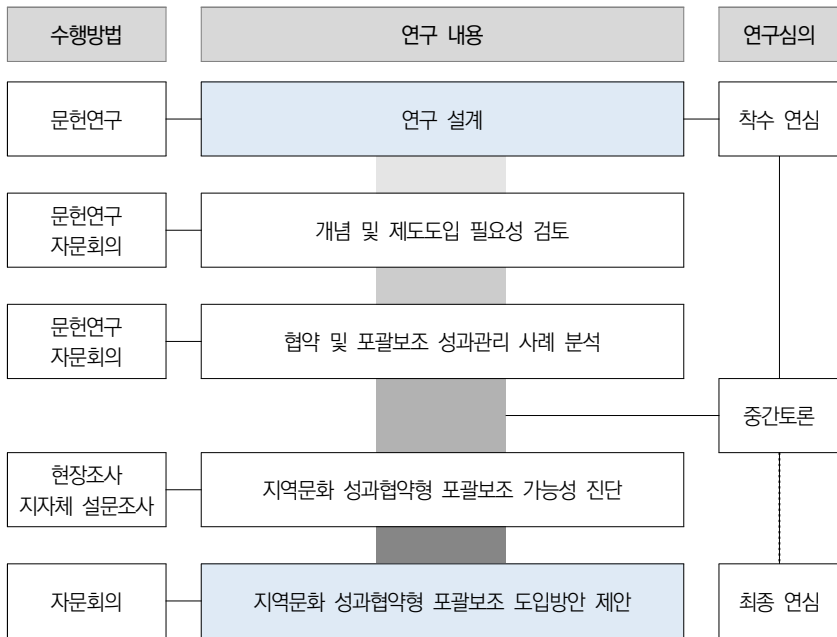 수행방법 연구 내용 연구심의
문헌연구 연구 설계 착수 연심
문헌연구
자문회의
개념 및 제도도입 필요성 검토
문헌연구
자문회의
협약 및 포괄보조 성과관리 사례 분석
중간토론
현장조사
지자체 설문조사
지역문화 성과협약형 포괄보조 가능성 진단
자문회의 지역문화 성과협약형 포괄보조 도입방안 제안 최종 연심